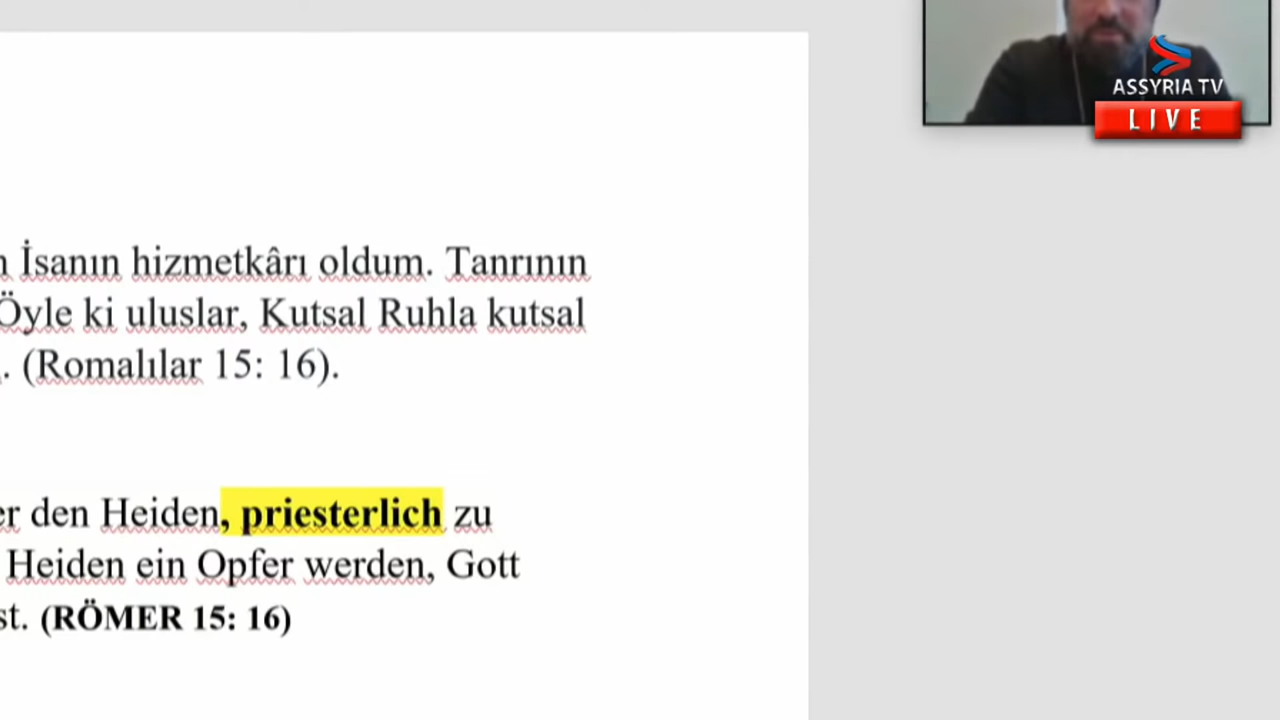 ASSYRIA TV
LIVE
İsanın hizmetkârı oldum. Tanrının
Öyle ki uluslar, Kutsal Ruhla kutsal
. (Romalılar 15: 16).
er den Heiden, priesterlich zu
Heiden ein Opfer werden, Gott
st. (RÖMER 15: 16)